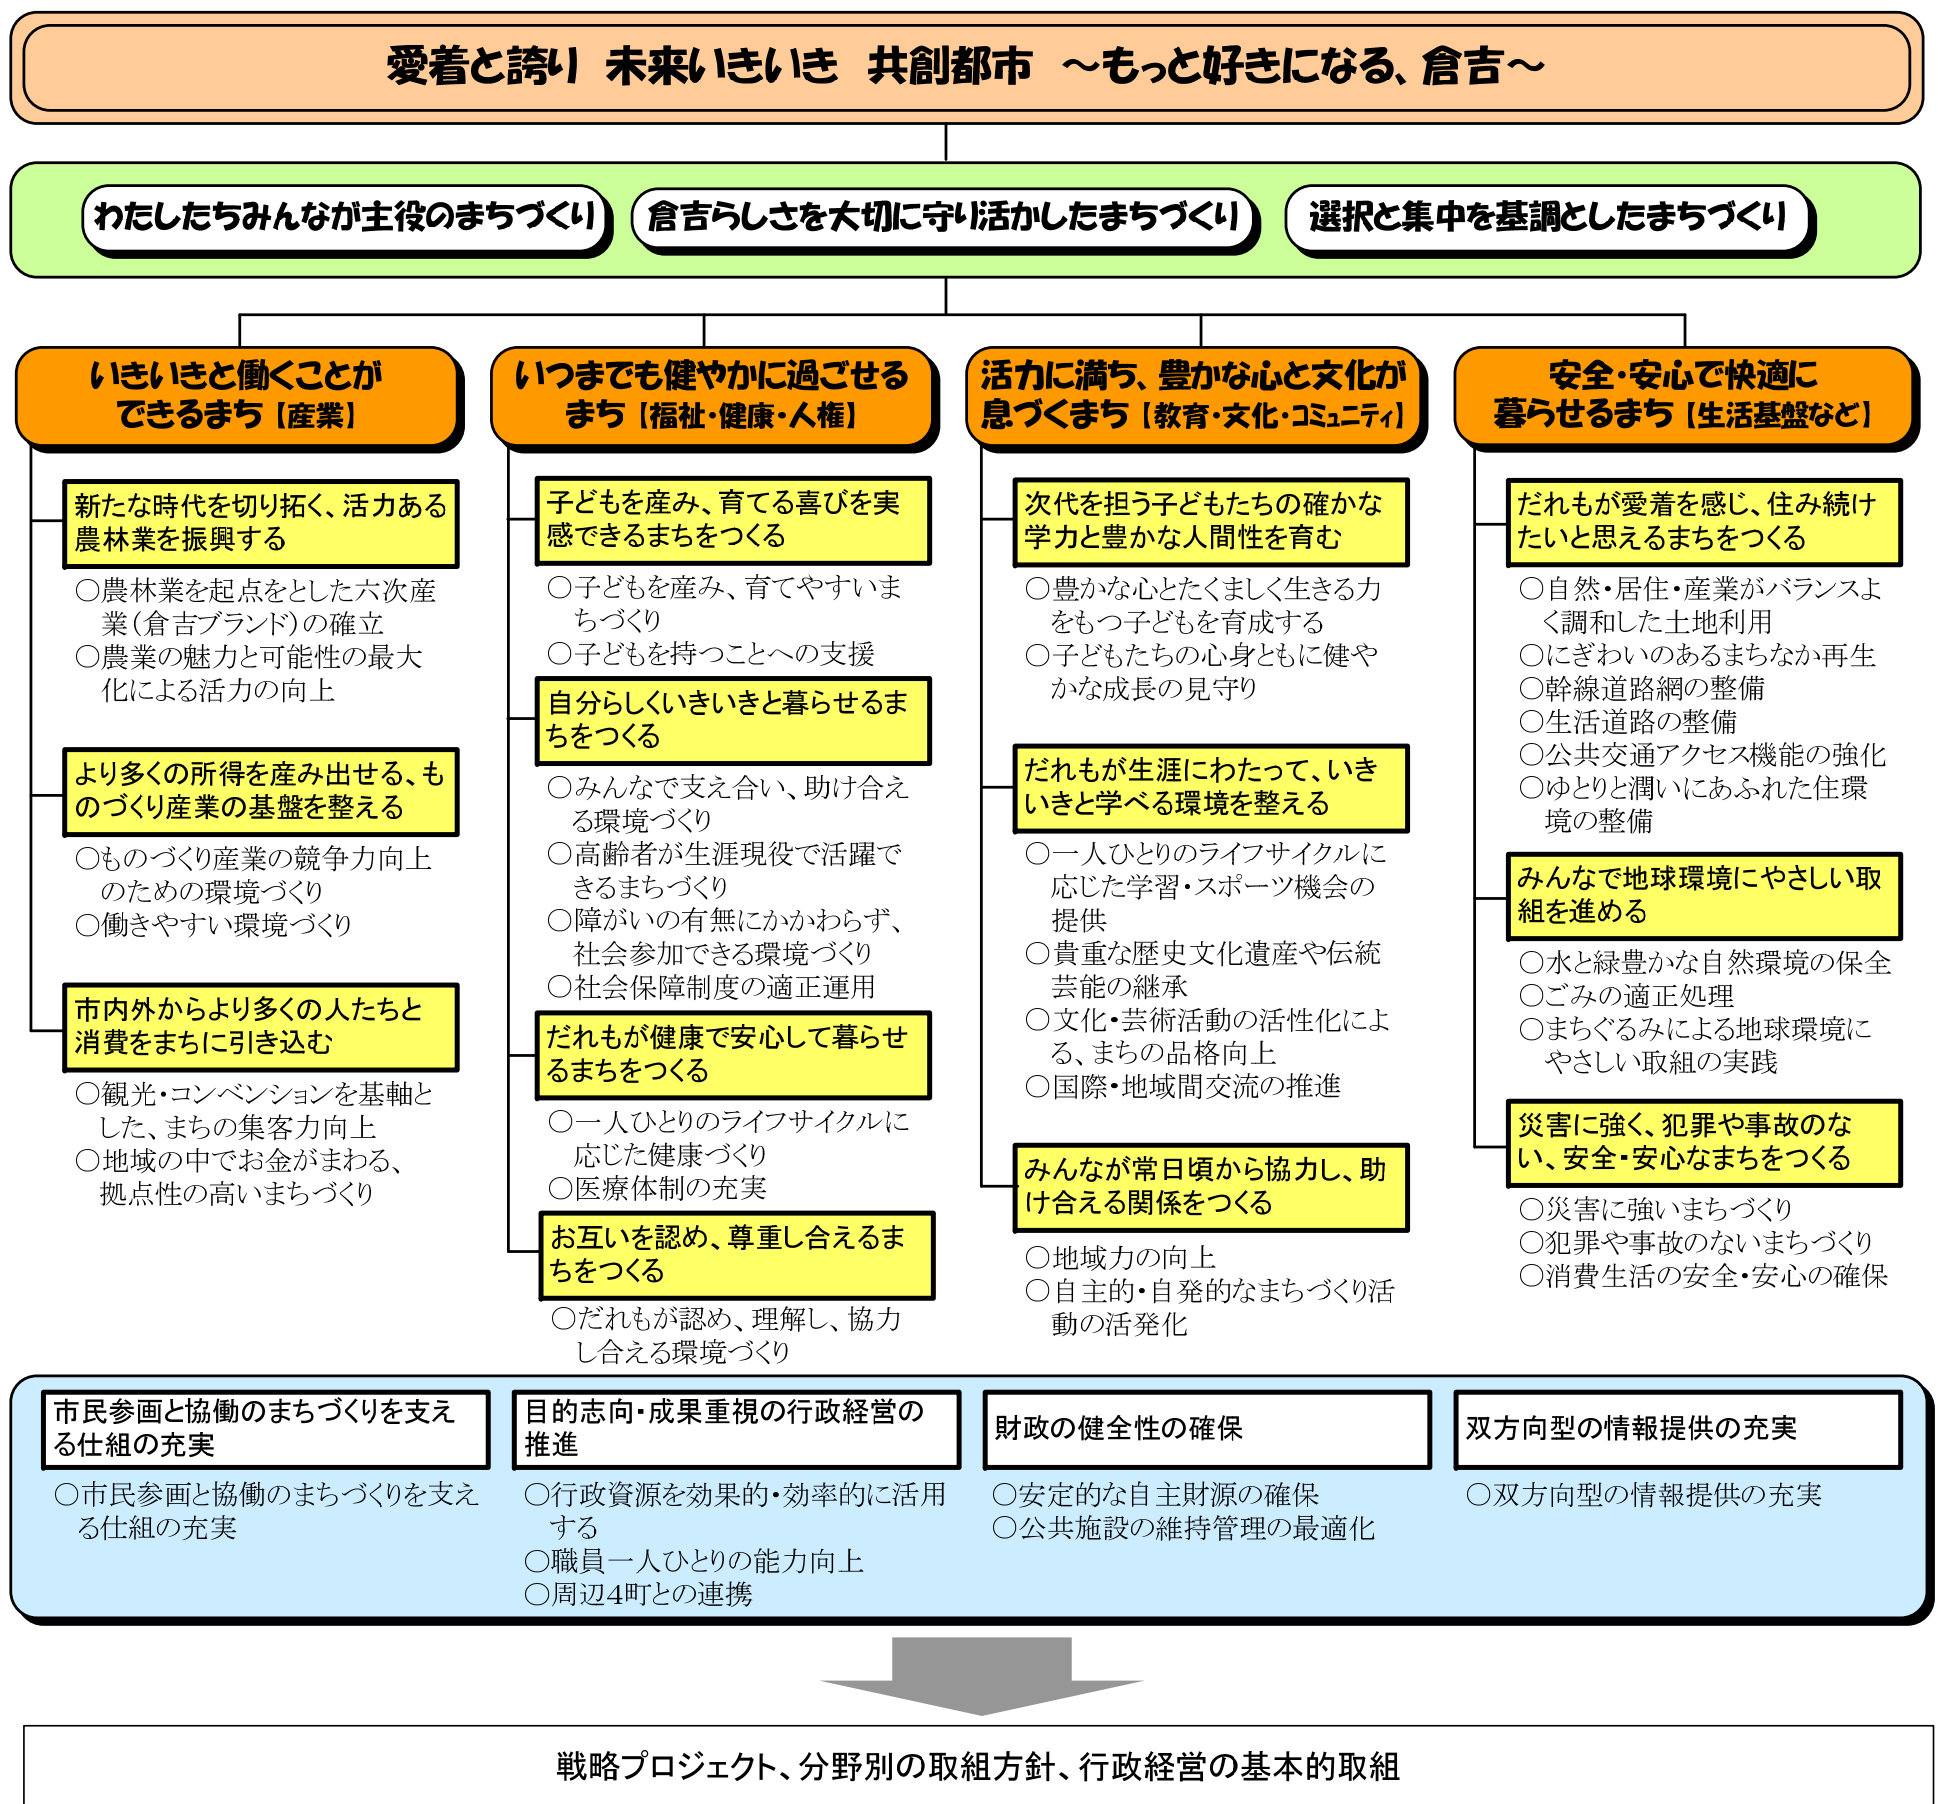 愛着と誇り　未来いきいき　共創都市　～もっと好きになる、倉吉～
わたしたちみんなが主役のまちづくり
倉吉らしさを大切に守り活かしたまちづくり
選択と集中を基調としたまちづくり
いきいきと働くことが
できるまち【産業】
新たな時代を切り拓く、活力ある
農林業を振興する
○農林業を起点をとした六次産
業（倉吉ブランド）の確立
○農業の魅力と可能性の最大
化による活力の向上
より多くの所得を産み出せる、も
のづくり産業の基盤を整える
○ものづくり産業の競争力向上
のための環境づくり
○働きやすい環境づくり
市内外からより多くの人たちと
消費をまちに引き込む
○観光・コンベンションを基軸と
した、まちの集客力向上
○地域の中でお金がまわる、
拠点性の高いまちづくり
いつまでも健やかに過ごせる
まち【福祉・健康・人権】
子どもを産み、育てる喜びを実
感できるまちをつくる
○子どもを産み、育てやすいま
ちづくり
○子どもを持つことへの支援
自分らしくいきいきと暮らせるま
ちをつくる
○みんなで支え合い、助け合え
る環境づくり
○高齢者が生涯現役で活躍で
きるまちづくり
○障がいの有無にかかわらず、
社会参加できる環境づくり
○社会保障制度の適正運用
だれもが健康で安心して暮らせ
るまちをつくる
○一人ひとりのライフサイクルに
応じた健康づくり
○医療体制の充実
お互いを認め、尊重し合えるま
ちをつくる
○だれもが認め、理解し、協力
し合える環境づくり
活力に満ち、豊かな心と文化が
息づくまち【教育・文化・コミュニティ】
次代を担う子どもたちの確かな
学力と豊かな人間性を育む
○豊かな心とたくましく生きる力
をもつ子どもを育成する
○子どもたちの心身ともに健や
かな成長の見守り
だれもが生涯にわたって、いき
いきと学べる環境を整える
○一人ひとりのライフサイクルに
応じた学習・スポーツ機会の
提供
○貴重な歴史文化遺産や伝統
芸能の継承
○文化・芸術活動の活性化によ
る、まちの品格向上
○国際・地域間交流の推進
みんなが常日頃から協力し、助
け合える関係をつくる
○地域力の向上
○自主的・自発的なまちづくり活
動の活発化
安全・安心で快適に
暮らせるまち【生活基盤など】
だれもが愛着を感じ、住み続け
たいと思えるまちをつくる
○自然・居住・産業がバランスよ
く調和した土地利用
○にぎわいのあるまちなか再生
○幹線道路網の整備
○生活道路の整備
○公共交通アクセス機能の強化
○ゆとりと潤いにあふれた住環
境の整備
みんなで地球環境にやさしい取
組を進める
○水と緑豊かな自然環境の保全
○ごみの適正処理
○まちぐるみによる地球環境に
やさしい取組の実践
災害に強く、犯罪や事故のな
い、安全・安心なまちをつくる
○災害に強いまちづくり
○犯罪や事故のないまちづくり
○消費生活の安全・安心の確保
市民参画と協働のまちづくりを支え
る仕組の充実
○市民参画と協働のまちづくりを支え
る仕組の充実
目的志向・成果重視の行政経営の
推進
○行政資源を効果的・効率的に活用
する
○職員一人ひとりの能力向上
○周辺4町との連携
財政の健全性の確保
○安定的な自主財源の確保
○公共施設の維持管理の最適化
双方向型の情報提供の充実
○双方向型の情報提供の充実
戦略プロジェクト、分野別の取組方針、行政経営の基本的取組